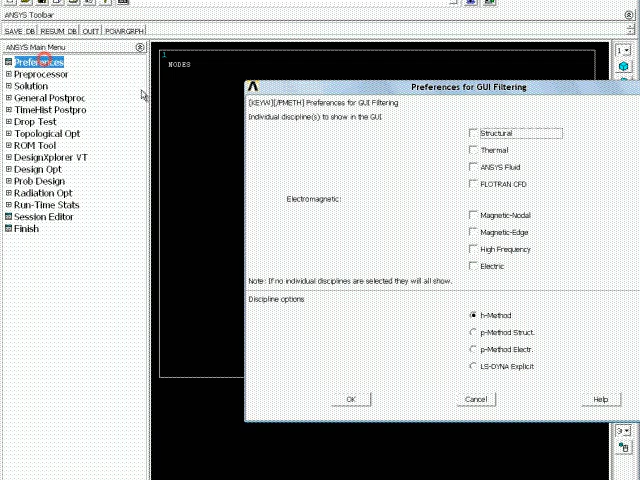 ANSYS Toolbar
SAVE_DB RESUM_DB QUIT POWRGRPH
ANSYS Main Menu
Preferences
Preprocessor
Solution
General Postproc
TimeHist Postpro
Drop Test
Topological Opt
ROM Tool
DesignXplorer VT
Design Opt
Prob Design
Radiation Opt
Run-Time Stats
Session Editor
Finish
1
NODES
Preferences for GUI Filtering
[KEYW][/PMETH] Preferences for GUI Filtering
Individual discipline(s) to show in the GUI
Structural
Thermal
ANSYS Fluid
FLOTRAN CFD
Electromagnetic:
Magnetic-Nodal
Magnetic-Edge
High Frequency
Electric
Note: If no individual disciplines are selected they will all show.
Discipline options
h-Method
p-Method Struct.
p-Method Electr.
LS-DYNA Explicit
OK Cancel Help
1
3